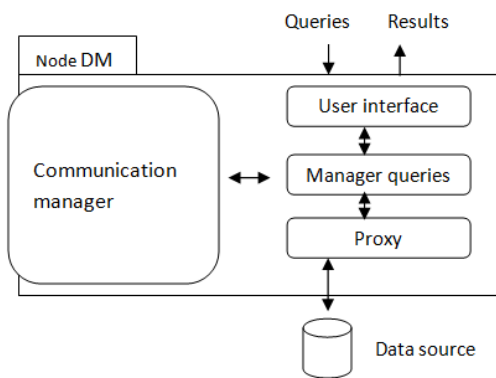 Queries Results
Node DM
User interface
Communication
manager
Manager queries
Proxy
Data source